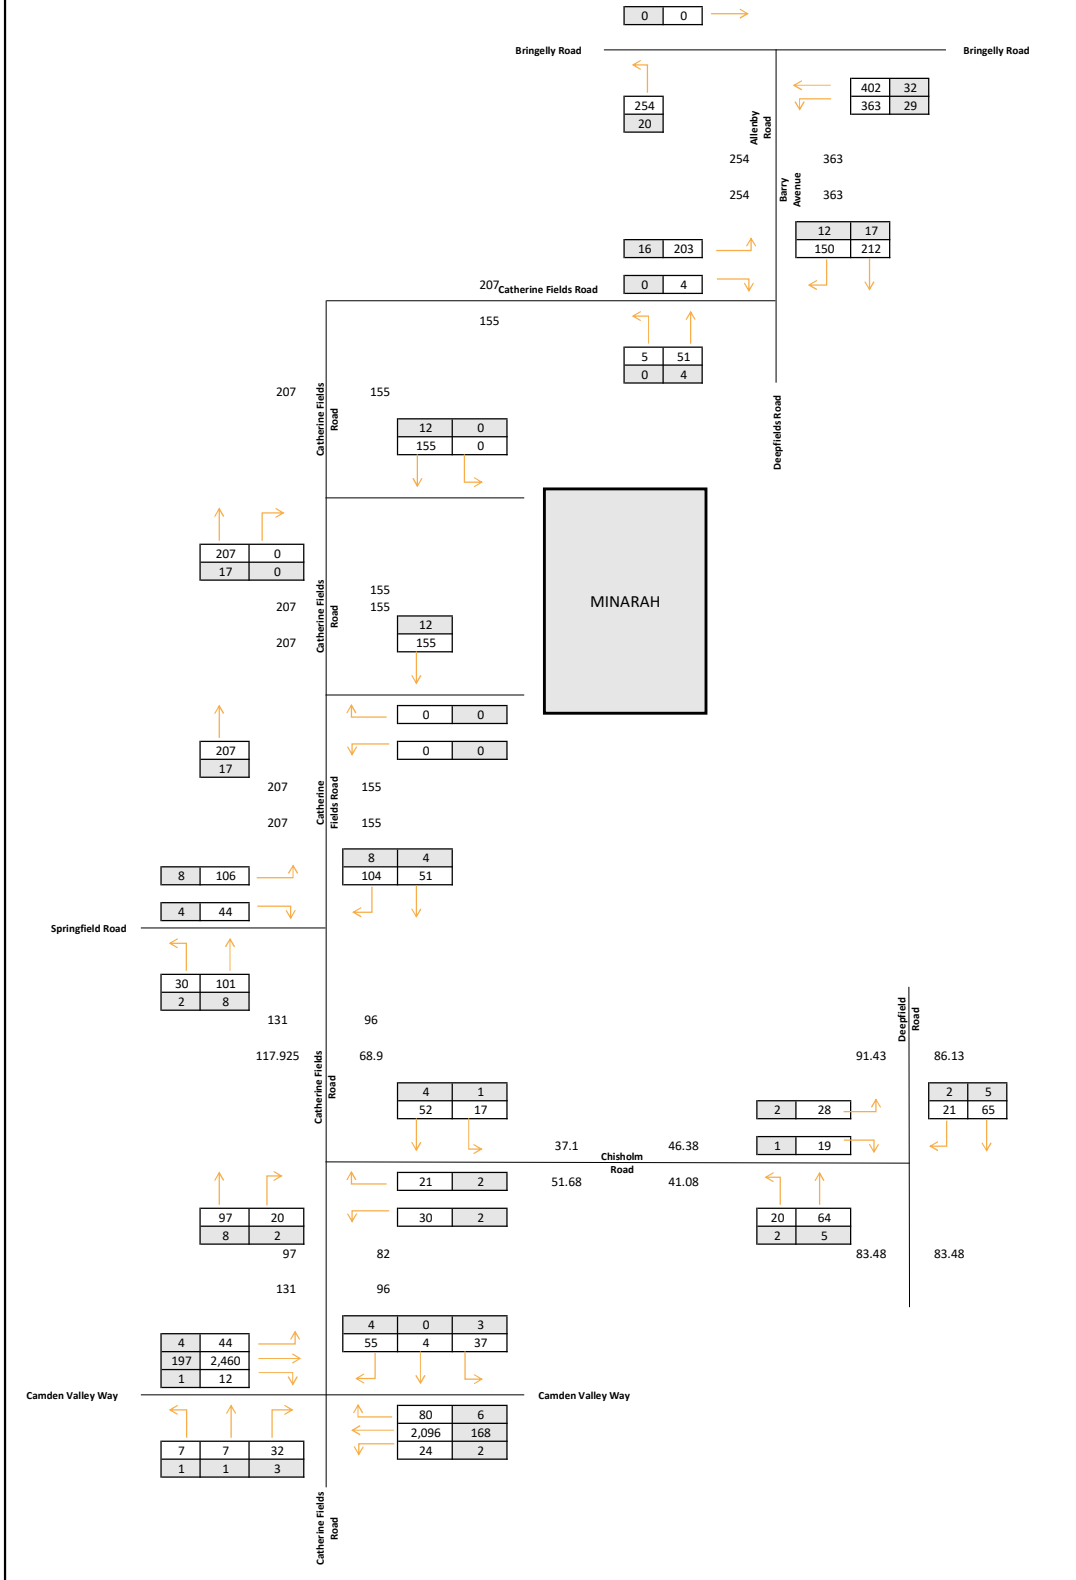 0 0
Bringelly Road Bringelly Road
402 32
363 29
254
20
Allenby
Road
254 363
Barry
Avenue
254 363
12 17
150 212
16 203
0 4
207 Catherine Fields Road
155
5 51
0 4
Deepfields Road
207 155
Catherine Fields
Road
12 0
155 0
MINARAH
207 0
17 0
155
207 155
Catherine Fields
Road
207
12
155
0 0
0 0
207
17
207 155
Catherine
Fields Road
207 155
8 4
104 51
8 106
4 44
Springfield Road
30 101
2 8
131 96
Deepfield
Road
117.925 68.9 91.43 86.13
Catherine Fields
Road
4 1
52 17
2 28
2 5
21 65
1 19
37.1 46.38
Chisholm
Road
51.68 41.08
21 2
30 2
97 20
8 2
20 64
2 5
97 82 83.48 83.48
131 96
4 0 3
55 4 37
4 44
197 2,460
1 12
Camden Valley Way Camden Valley Way
80 6
2,096 168
24 2
7 7 32
1 1 3
Catherine Fields
Road